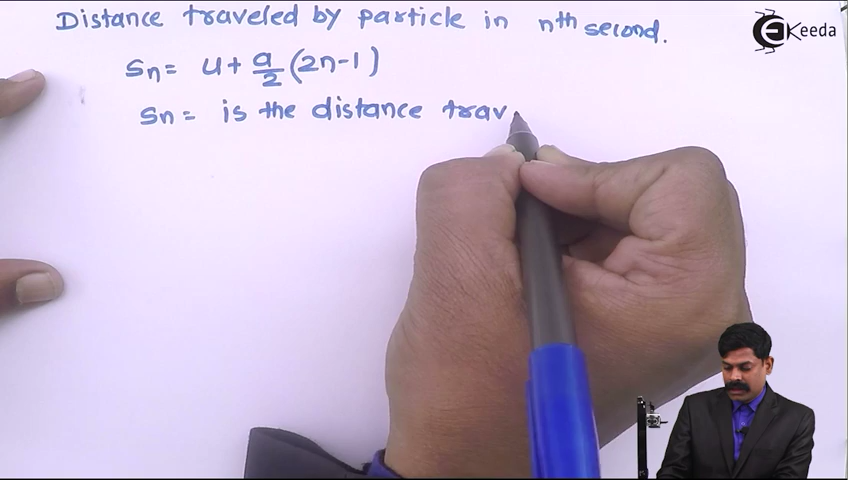 Distance traveled by particle in nth second.
Sn = u + a/2 (2n-1)
Sn = is the distance trav
EKeeda